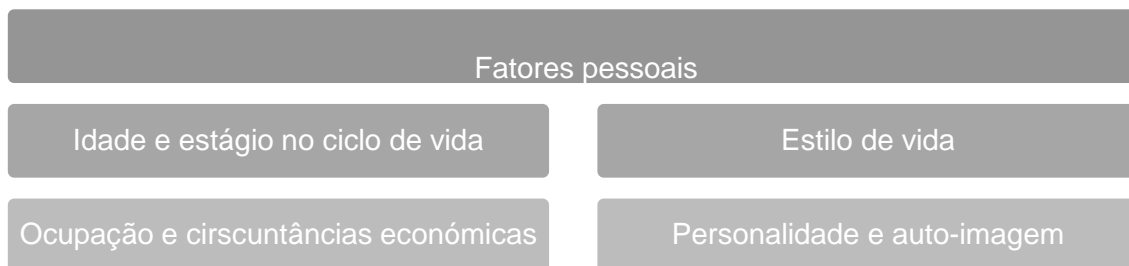 Fatores pessoais
Idade e estágio no ciclo de vida
Estilo de vida
Ocupação e cirscuntâncias económicas
Personalidade e auto-imagem